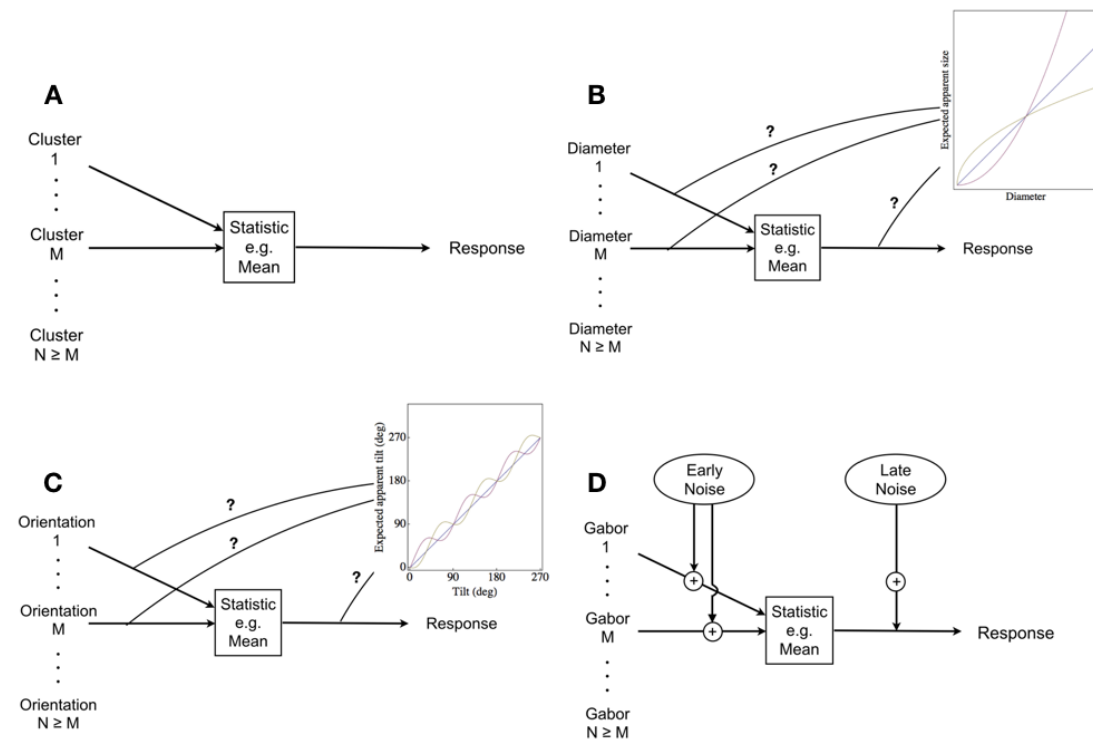 A
Cluster
1
Cluster
M
Cluster
N ≥ M
Statistic
e.g.
Mean
Response
B
Diameter
1
Diameter
M
Diameter
N ≥ M
?
?
?
Statistic
e.g.
Mean
Response
Expected apparent size
Diameter
C
Orientation
1
Orientation
M
Orientation
N ≥ M
?
?
?
Statistic
e.g.
Mean
Response
Expected apparent tilt (deg)
270
180
90
0
0 90 180 270
Tilt (deg)
D
Early
Noise
Late
Noise
Gabor
1
Gabor
M
Gabor
N ≥ M
+
+
+
Statistic
e.g.
Mean
Response